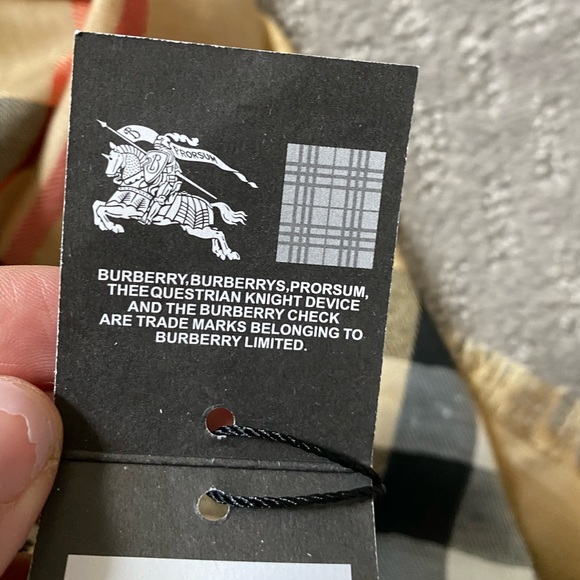 B
PRORSUM
B
BURBERRY,BURBERRYS,PRORSUM,
THEEQUESTRIAN KNIGHT DEVICE
AND THE BURBERRY CHECK
ARE TRADE MARKS BELONGING TO
BURBERRY LIMITED.